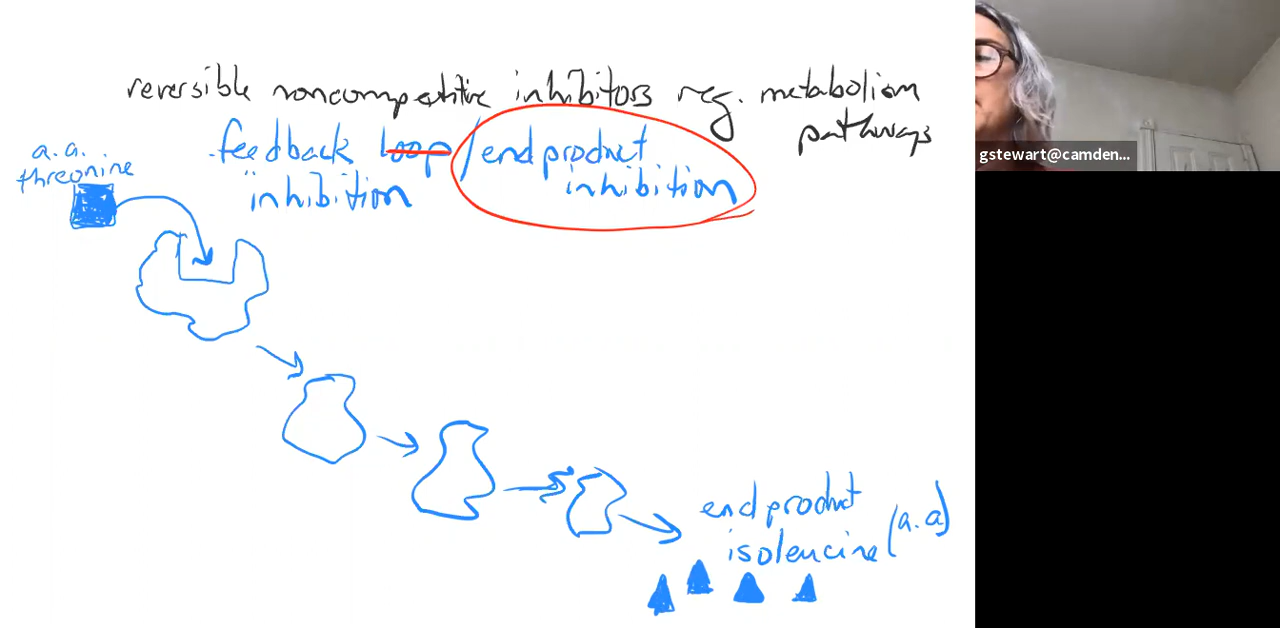 reversible noncompetitive inhibitors reg. metabolism
pathways
feedback loop / end product
inhibition inhibition
a.a.
threonine
gstewart@camden...
end product
isoleucine (a.a)